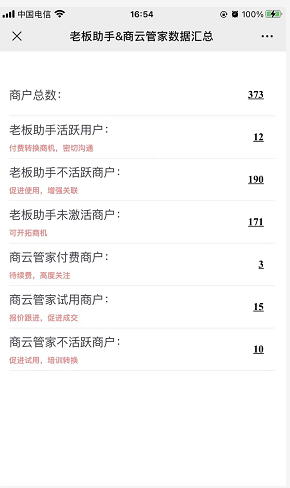 中国电信 16:54 100%
老板助手&商云管家数据汇总
商户总数： 373
老板助手活跃用户： 12
付费转换商机，密切沟通
老板助手不活跃商户： 190
促进使用，增强关联
老板助手未激活商户： 171
可开拓商机
商云管家付费商户： 3
待续费，高度关注
商云管家试用商户： 15
报价跟进，促进成交
商云管家不活跃商户： 10
促进试用，培训转换